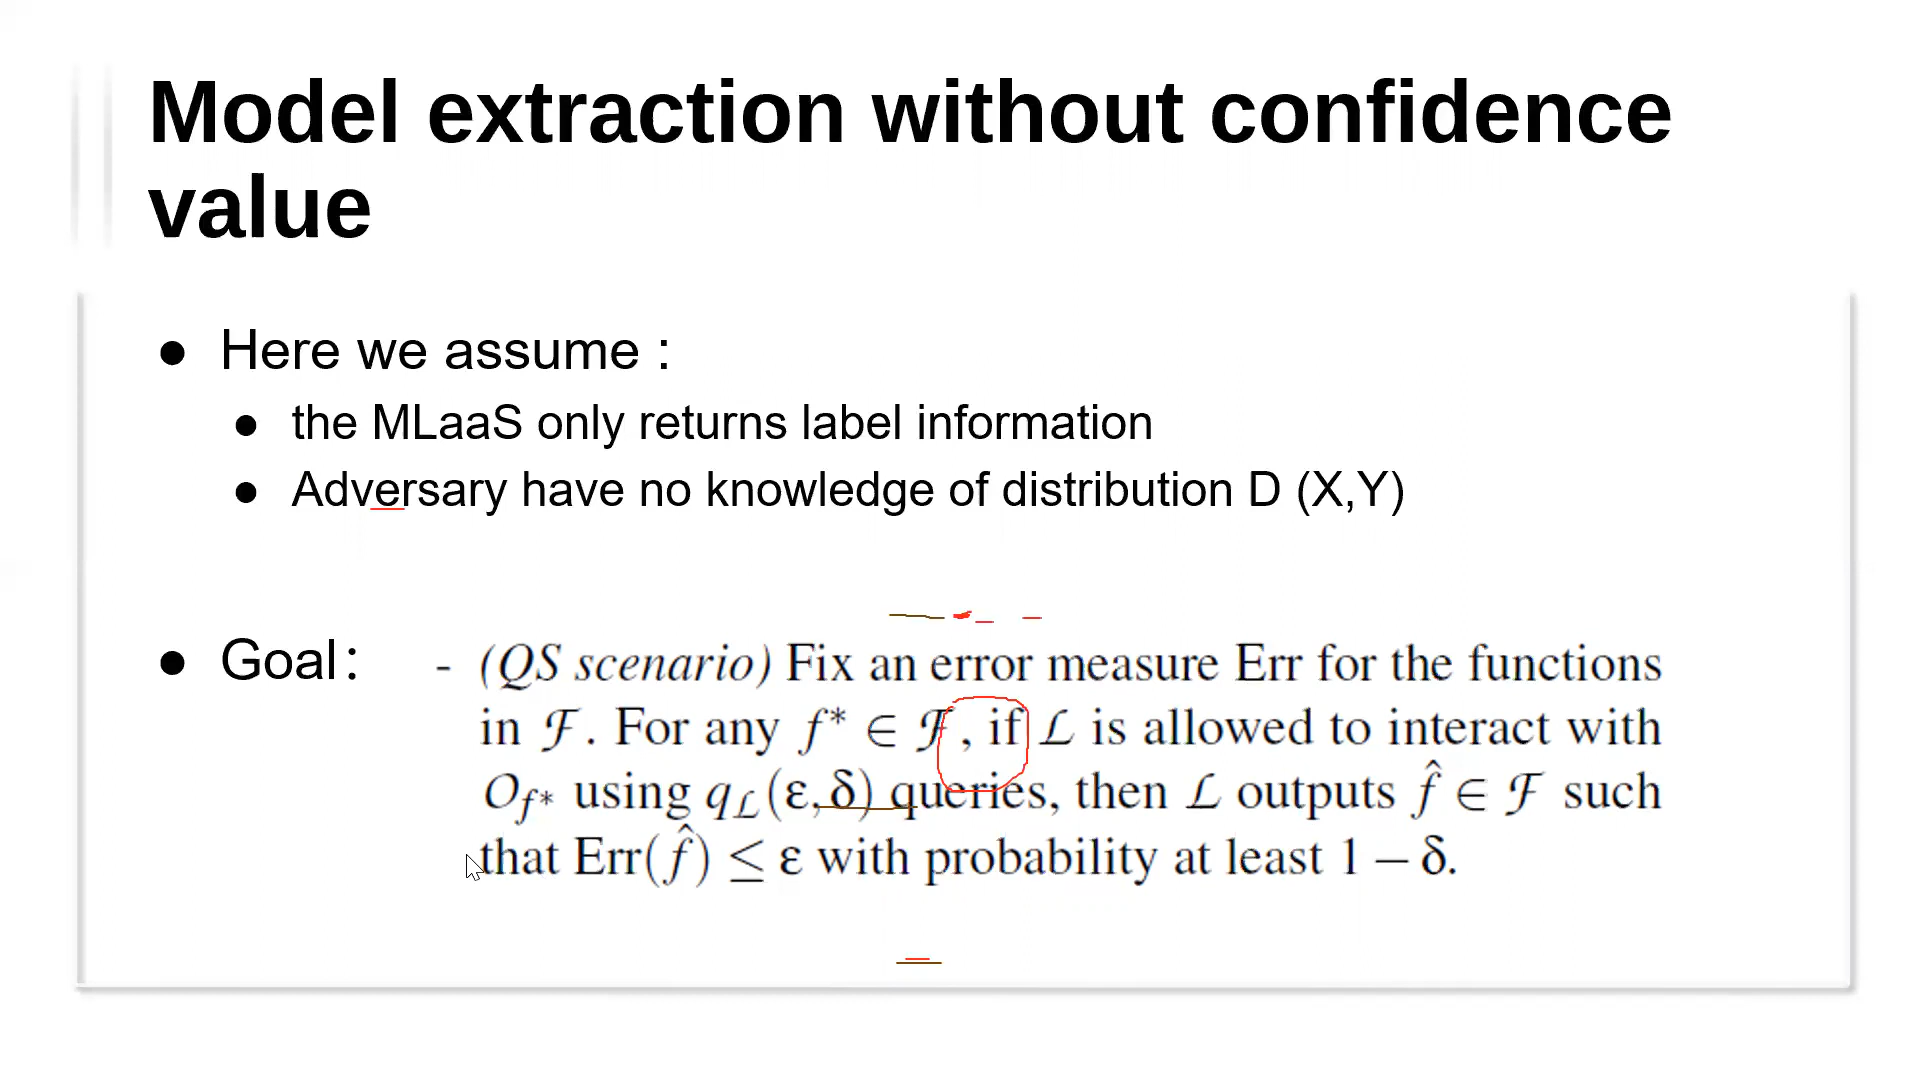 Model extraction without confidence
value
● Here we assume :
● the MLaaS only returns label information
● Adversary have no knowledge of distribution D (X,Y)
● Goal:
- (QS scenario) Fix an error measure Err for the functions
in ℱ. For any f* ∈ ℱ, if ℒ is allowed to interact with
O_f* using q_ℒ(ε,δ) queries, then ℒ outputs f̂ ∈ ℱ such
that Err(f̂) ≤ ε with probability at least 1 − δ.